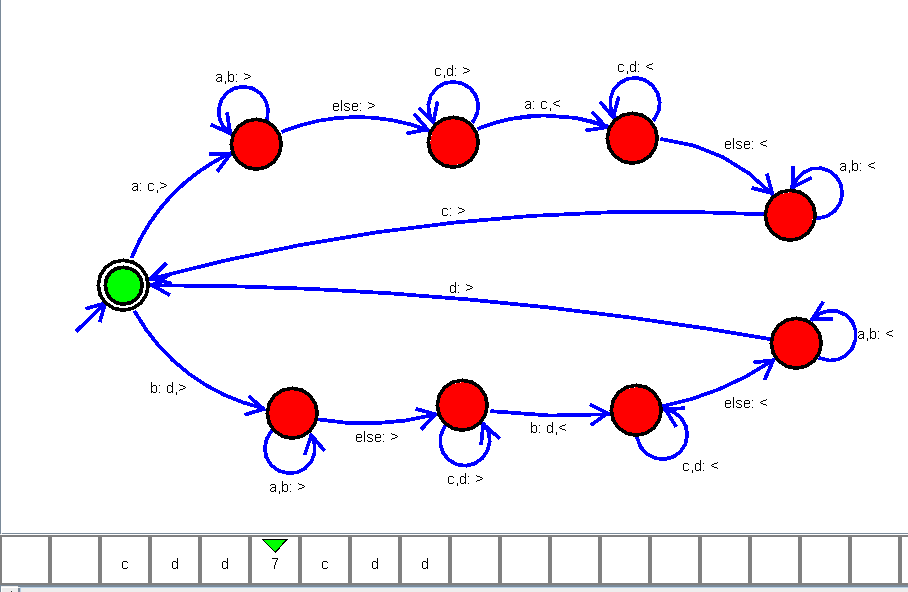 c,d: <
a,b: >
c,d: >
else: >
a: c,<
else: <
a,b: <
a: c,>
c: >
d: >
a,b: <
b: d,>
else: <
b: d,<
else: >
c,d: <
c,d: >
a,b: >
c d d 7 c d d